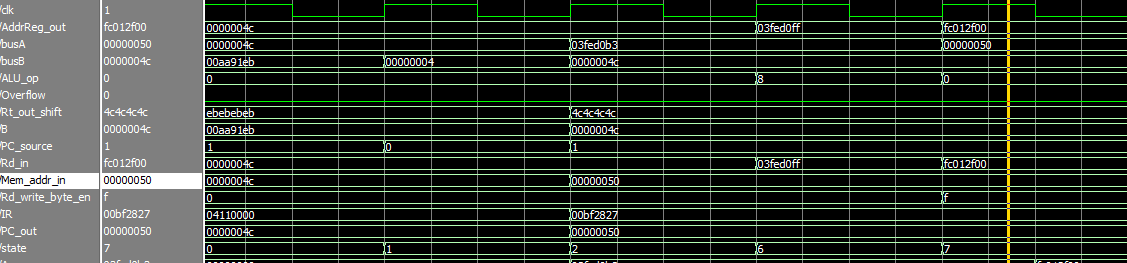 /clk 1
/AddrReg_out fc012f00 0000004c 03fed0ff fc012f00
/busA 00000050 0000004c 03fed0b3 00000050
/busB 0000004c 00aa91eb 00000004 0000004c
/ALU_op 0 0 8 0
/Overflow 0
/Rt_out_shift 4c4c4c4c ebebebeb 4c4c4c4c
/B 0000004c 00aa91eb 0000004c
/PC_source 1 1 0 1
/Rd_in fc012f00 0000004c 03fed0ff fc012f00
/Mem_addr_in 00000050 0000004c 00000050
/Rd_write_byte_en f 0 f
/IR 00bf2827 04110000 00bf2827
/PC_out 00000050 0000004c 00000050
/state 7 0 1 2 6 7